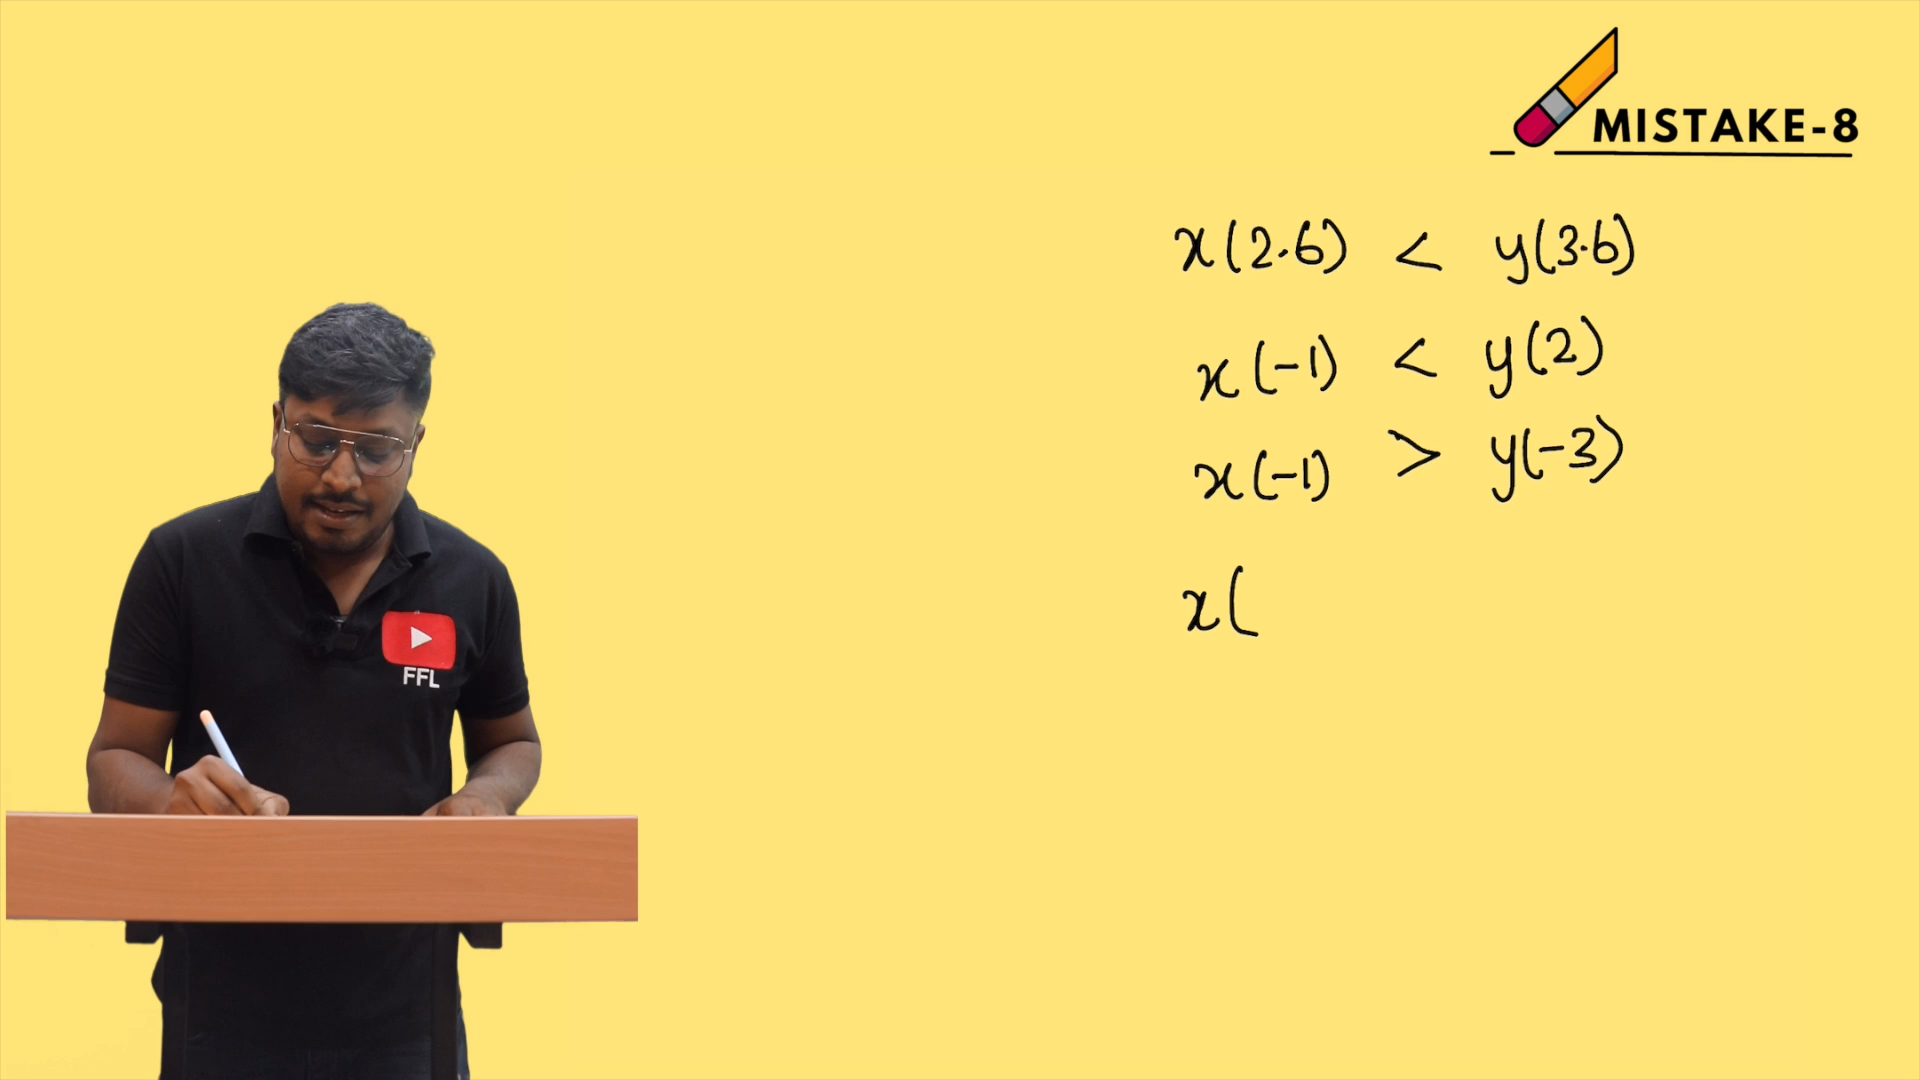 MISTAKE-8
x(2.6) < y(3.6)
x(-1) < y(2)
x(-1) > y(-3)
x(
FFL